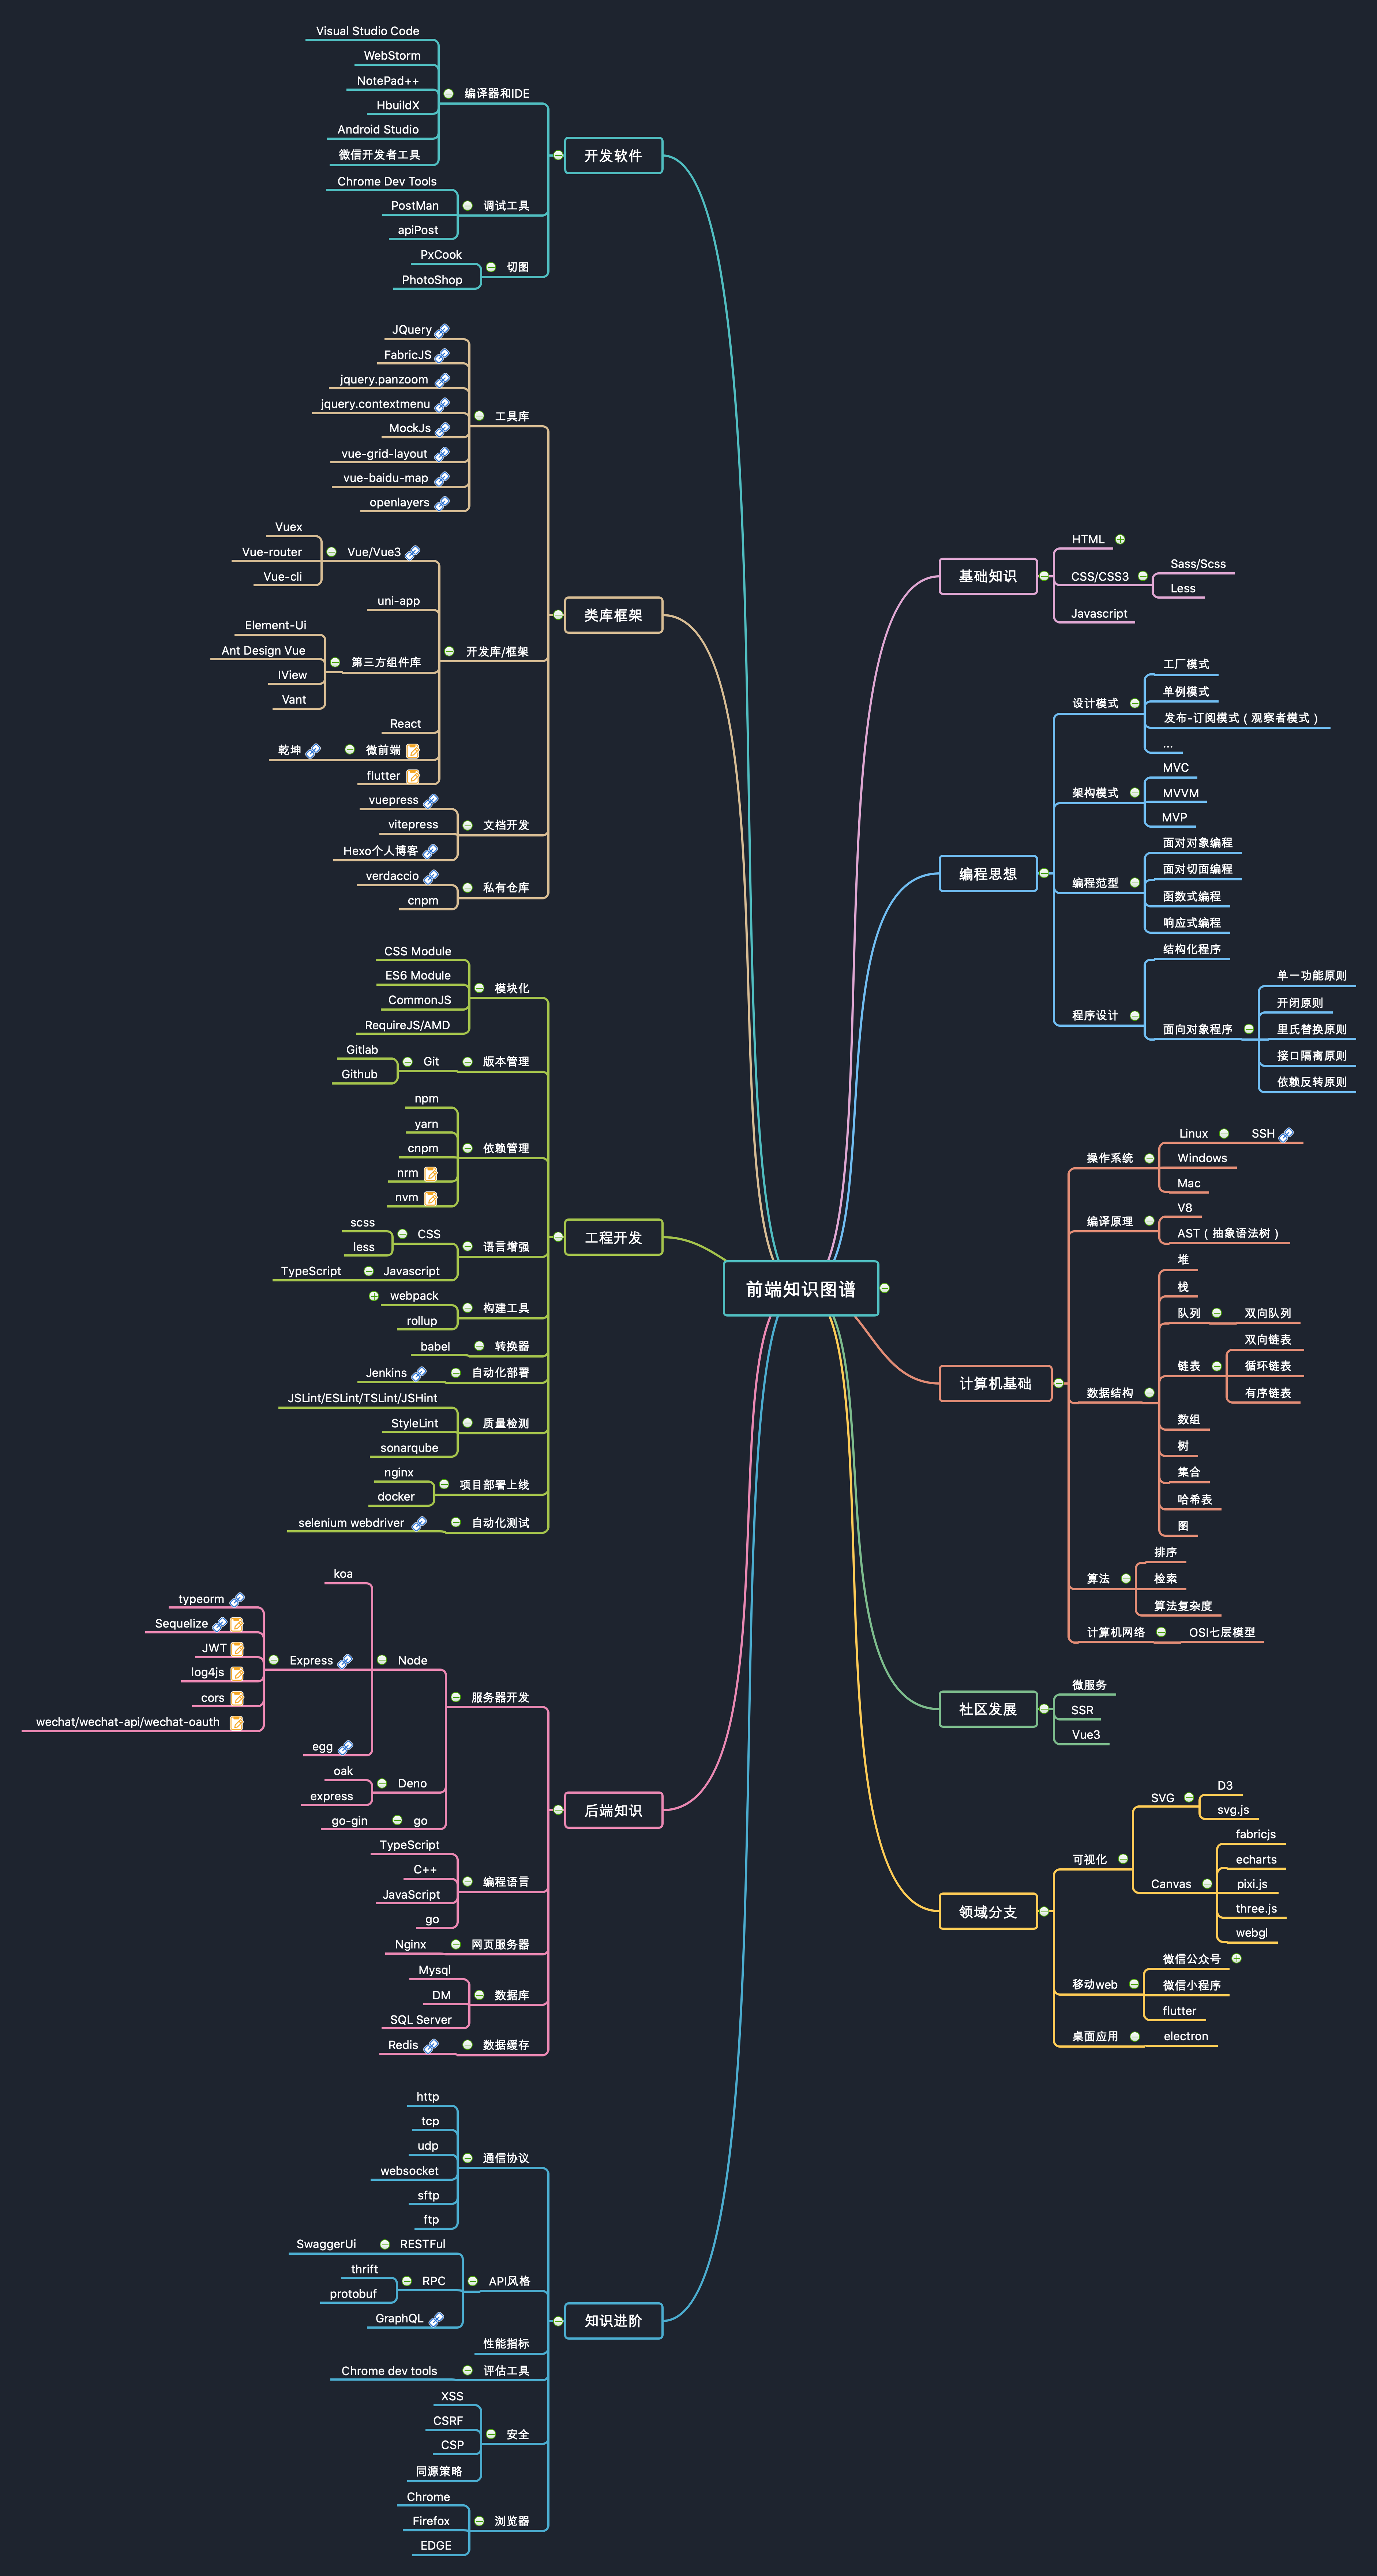 前端知识图谱
开发软件
编译器和IDE
Visual Studio Code
WebStorm
NotePad++
HbuildX
Android Studio
微信开发者工具
调试工具
Chrome Dev Tools
PostMan
apiPost
切图
PxCook
PhotoShop
类库框架
工具库
JQuery
FabricJS
jquery.panzoom
jquery.contextmenu
MockJs
vue-grid-layout
vue-baidu-map
openlayers
开发库/框架
Vue/Vue3
Vuex
Vue-router
Vue-cli
uni-app
第三方组件库
Element-Ui
Ant Design Vue
IView
Vant
React
微前端
乾坤
flutter
文档开发
vuepress
vitepress
Hexo个人博客
私有仓库
verdaccio
cnpm
工程开发
模块化
CSS Module
ES6 Module
CommonJS
RequireJS/AMD
版本管理
Git
Gitlab
Github
依赖管理
npm
yarn
cnpm
nrm
nvm
语言增强
CSS
scss
less
Javascript
TypeScript
构建工具
webpack
rollup
转换器
babel
自动化部署
Jenkins
质量检测
JSLint/ESLint/TSLint/JSHint
StyleLint
sonarqube
项目部署上线
nginx
docker
自动化测试
selenium webdriver
后端知识
服务器开发
Node
koa
Express
typeorm
Sequelize
JWT
log4js
cors
wechat/wechat-api/wechat-oauth
egg
Deno
oak
express
go
go-gin
编程语言
TypeScript
C++
JavaScript
go
网页服务器
Nginx
数据库
Mysql
DM
SQL Server
数据缓存
Redis
知识进阶
通信协议
http
tcp
udp
websocket
sftp
ftp
API风格
RESTFul
SwaggerUi
RPC
thrift
protobuf
GraphQL
性能指标
评估工具
Chrome dev tools
安全
XSS
CSRF
CSP
同源策略
浏览器
Chrome
Firefox
EDGE
基础知识
HTML
CSS/CSS3
Sass/Scss
Less
Javascript
编程思想
设计模式
工厂模式
单例模式
发布-订阅模式（观察者模式）
...
架构模式
MVC
MVVM
MVP
编程范型
面对对象编程
面对切面编程
函数式编程
响应式编程
程序设计
结构化程序
面向对象程序
单一功能原则
开闭原则
里氏替换原则
接口隔离原则
依赖反转原则
计算机基础
操作系统
Linux
SSH
Windows
Mac
编译原理
V8
AST（抽象语法树）
数据结构
堆
栈
队列
双向队列
链表
双向链表
循环链表
有序链表
数组
树
集合
哈希表
图
算法
排序
检索
算法复杂度
计算机网络
OSI七层模型
社区发展
微服务
SSR
Vue3
领域分支
可视化
SVG
D3
svg.js
Canvas
fabricjs
echarts
pixi.js
three.js
webgl
移动web
微信公众号
微信小程序
flutter
桌面应用
electron